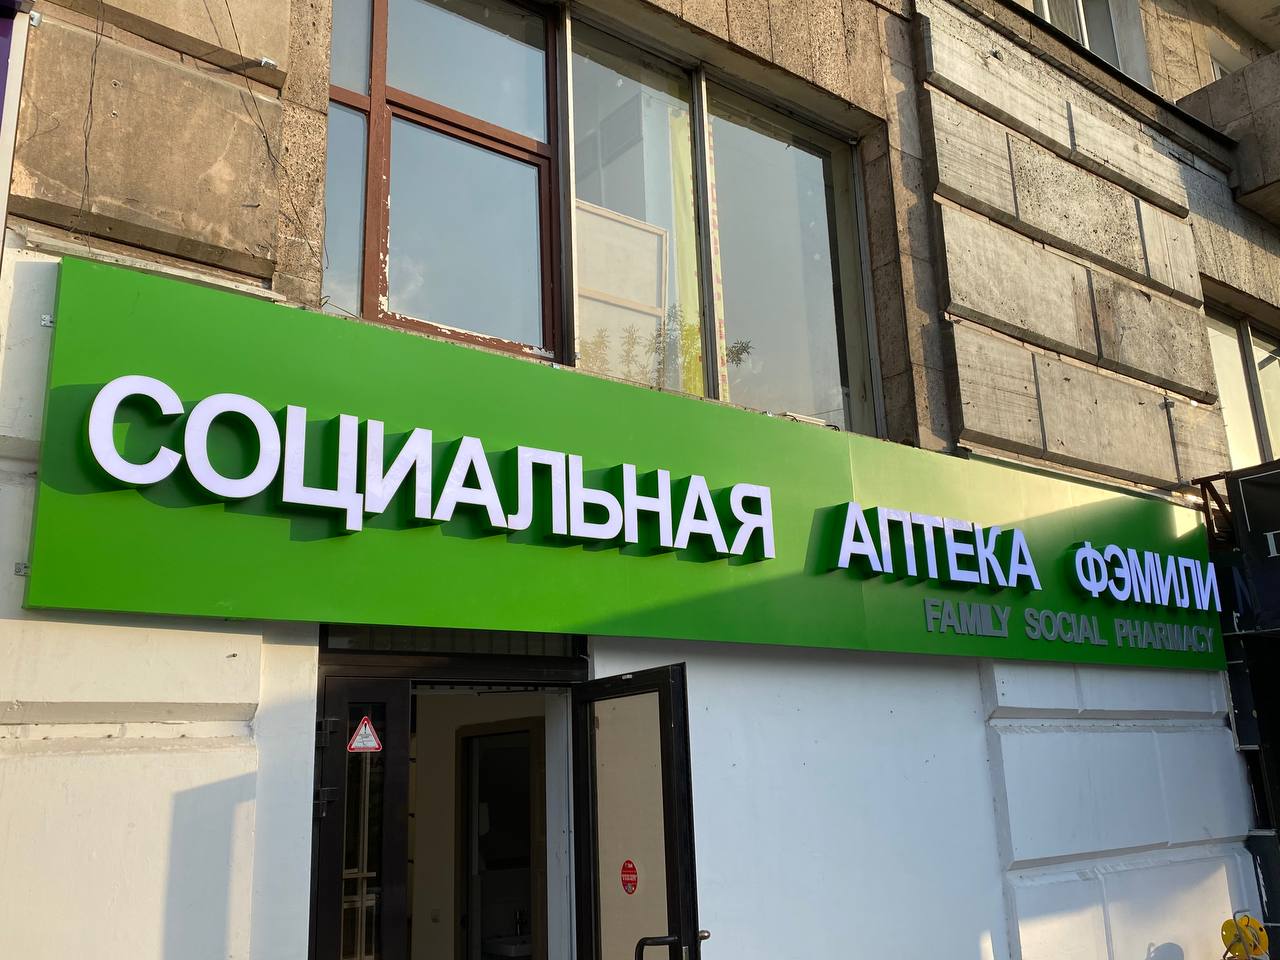 СОЦИАЛЬНАЯ АПТЕКА ФЭМИЛИ
FAMILY SOCIAL PHARMACY